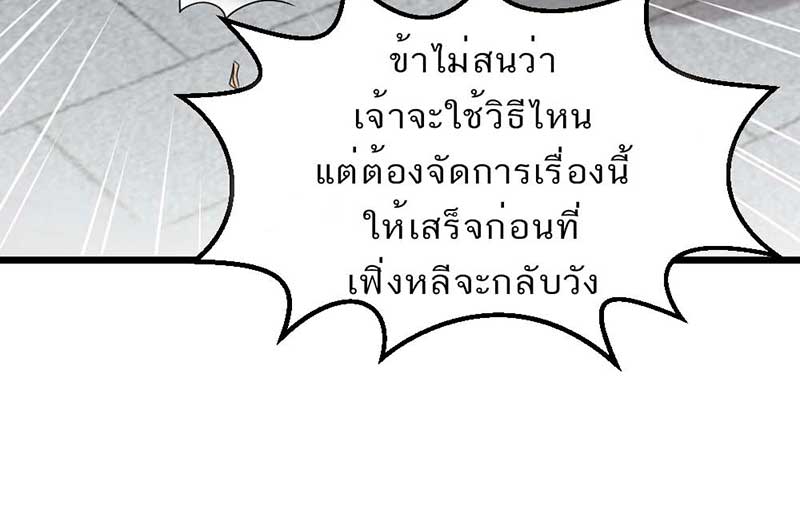 ข้าไม่สนว่า
เจ้าจะใช้วิธีไหน
แต่ต้องจัดการเรื่องนี้
ให้เสร็จก่อนที่
เฟิ่งหลีจะกลับวัง